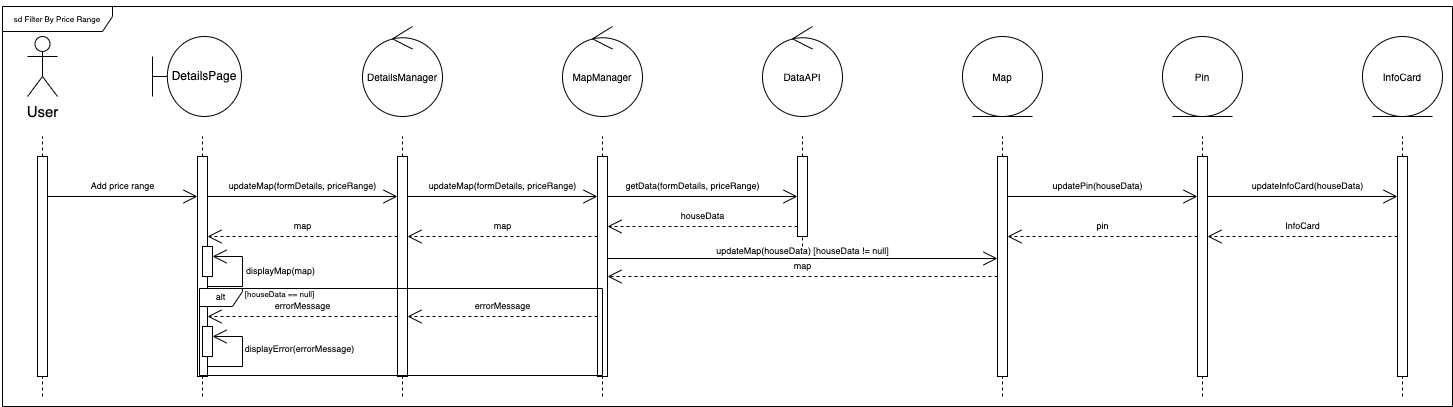 sd Filter By Price Range
User
DetailsPage
DetailsManager
MapManager
DataAPI
Map
Pin
InfoCard
Add price range
updateMap(formDetails, priceRange)
updateMap(formDetails, priceRange)
getData(formDetails, priceRange)
updatePin(houseData)
updateInfoCard(houseData)
houseData
map
map
pin
InfoCard
updateMap(houseData) [houseData != null]
map
displayMap(map)
alt
[houseData == null]
errorMessage
errorMessage
displayError(errorMessage)